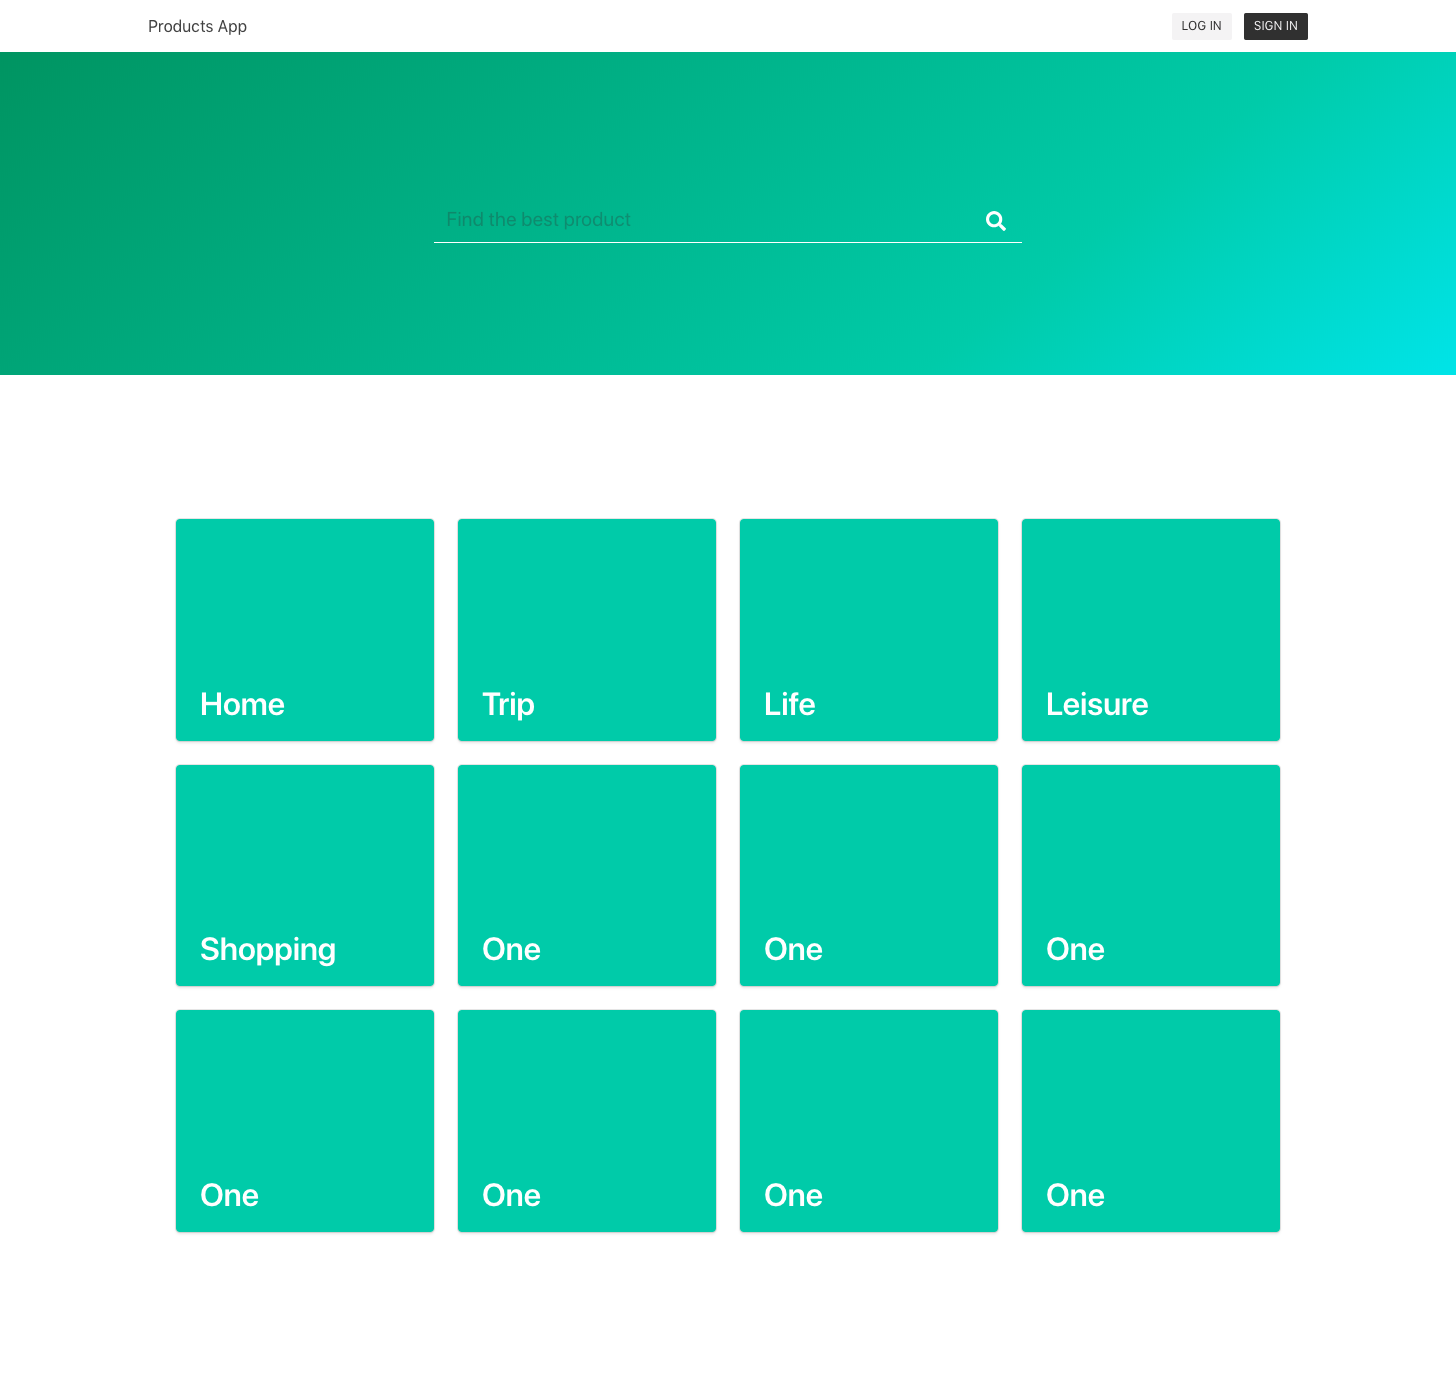 Products App
LOG IN
SIGN IN
Find the best product
Home
Trip
Life
Leisure
Shopping
One
One
One
One
One
One
One